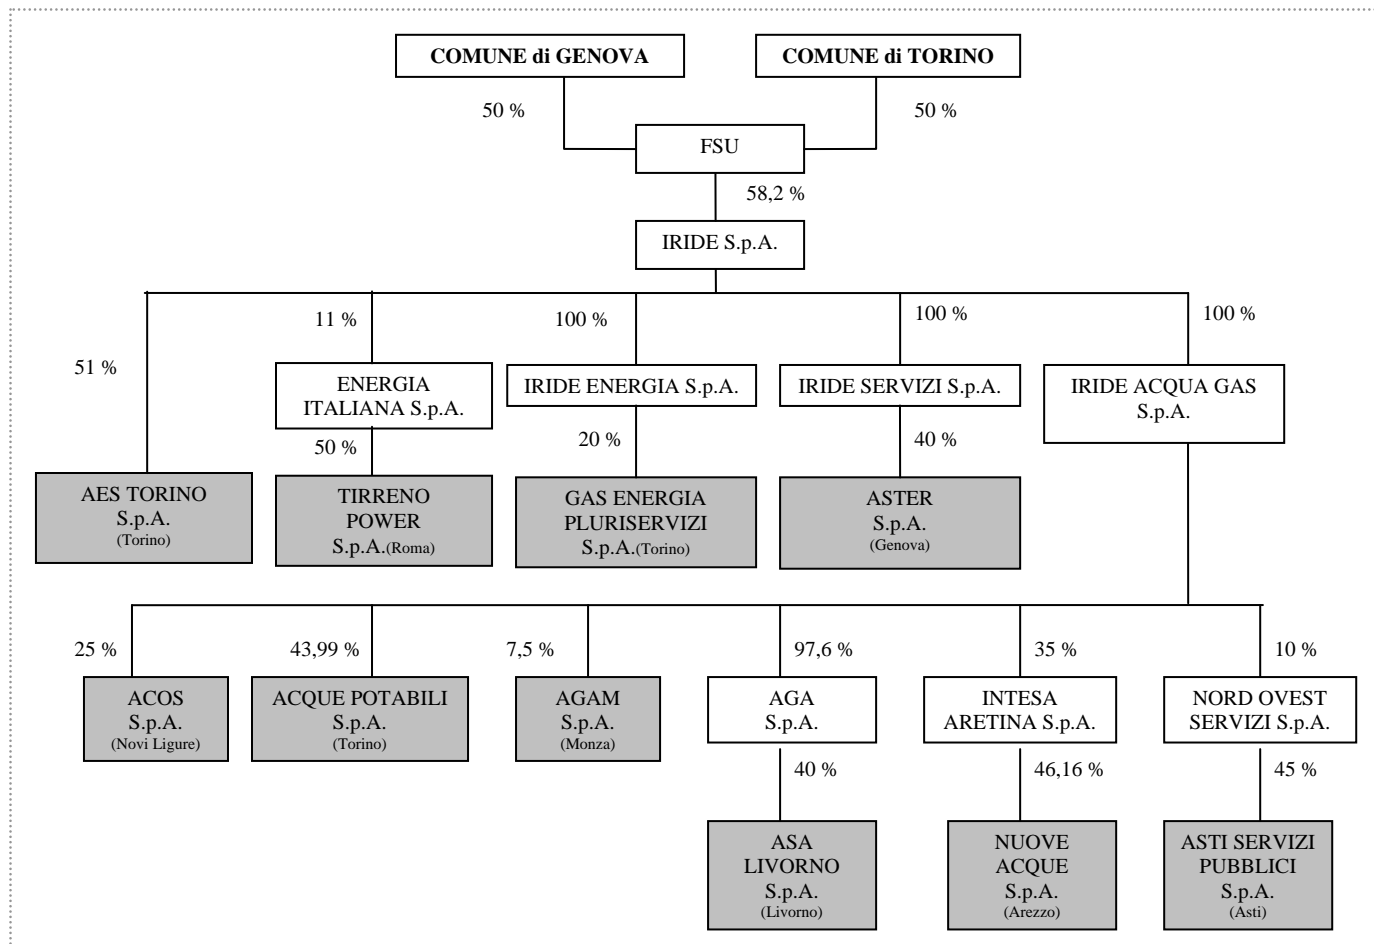 COMUNE di GENOVA
COMUNE di TORINO
50 %
50 %
FSU
58,2 %
IRIDE S.p.A.
51 %
11 %
100 %
100 %
100 %
ENERGIA
ITALIANA S.p.A.
IRIDE ENERGIA S.p.A.
IRIDE SERVIZI S.p.A.
IRIDE ACQUA GAS
S.p.A.
50 %
20 %
40 %
AES TORINO
S.p.A.
(Torino)
TIRRENO
POWER
S.p.A.(Roma)
GAS ENERGIA
PLURISERVIZI
S.p.A.(Torino)
ASTER
S.p.A.
(Genova)
25 %
43,99 %
7,5 %
97,6 %
35 %
10 %
ACOS
S.p.A.
(Novi Ligure)
ACQUE POTABILI
S.p.A.
(Torino)
AGAM
S.p.A.
(Monza)
AGA
S.p.A.
INTESA
ARETINA S.p.A.
NORD OVEST
SERVIZI S.p.A.
40 %
46,16 %
45 %
ASA
LIVORNO
S.p.A.
(Livorno)
NUOVE
ACQUE
S.p.A.
(Arezzo)
ASTI SERVIZI
PUBBLICI
S.p.A.
(Asti)